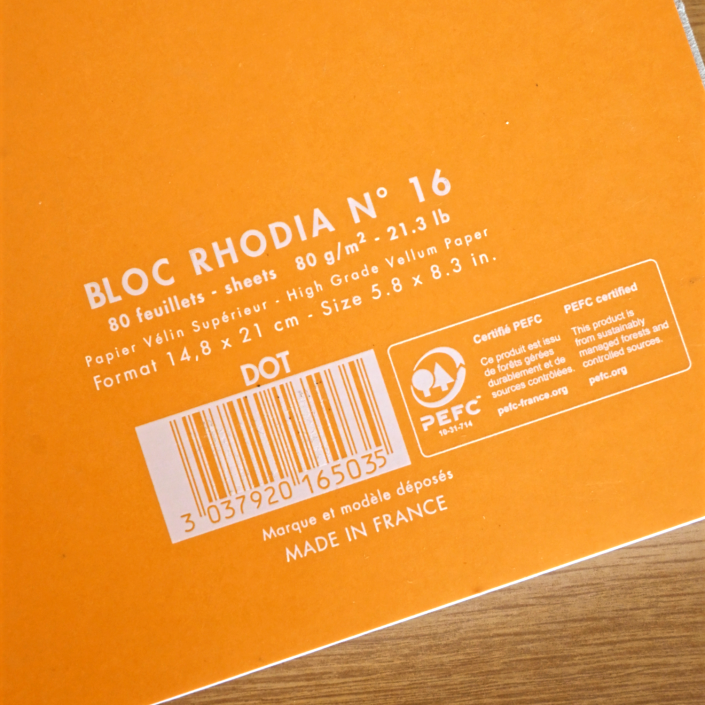 BLOC RHODIA N° 16
80 feuillets - sheets 80 g/m² - 21.3 lb
Papier Vélin Supérieur - High Grade Vellum Paper
Format 14,8 x 21 cm - Size 5.8 x 8.3 in.
DOT
3 037920 165035
Certifié PEFC
Ce produit est issu
de forêts gérées
durablement et de
sources contrôlées.
pefc-france.org
PEFC certified
This product is
from sustainably
managed forests and
controlled sources.
pefc.org
PEFC™
10-31-714
Marque et modèle déposés
MADE IN FRANCE